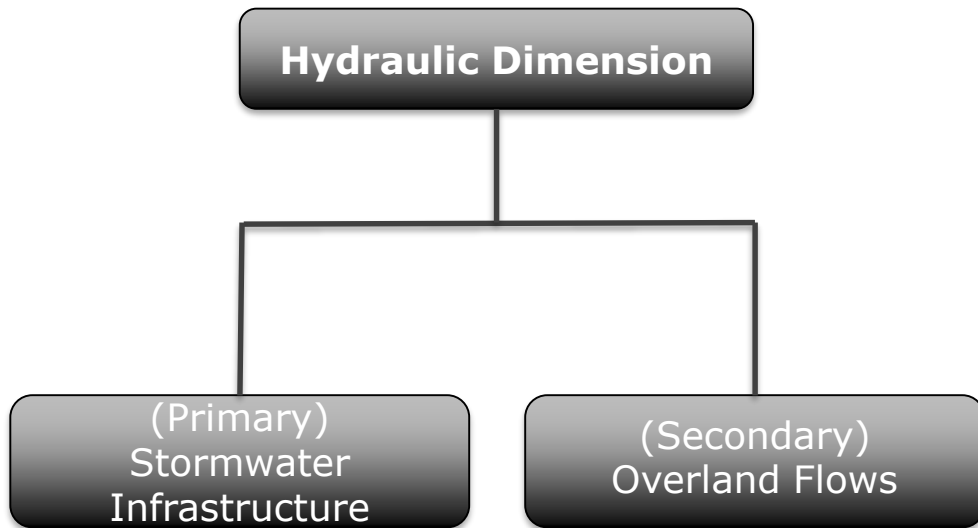 Hydraulic Dimension
(Primary)
Stormwater
Infrastructure
(Secondary)
Overland Flows